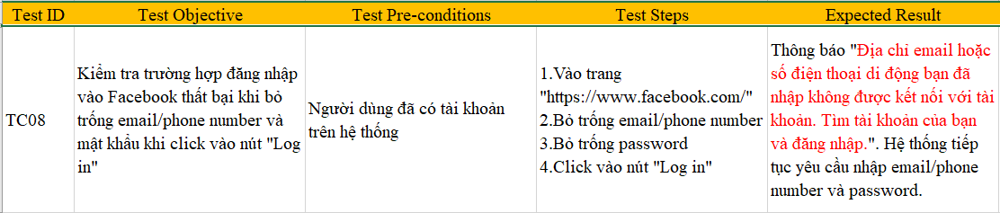 Test ID
Test Objective
Test Pre-conditions
Test Steps
Expected Result
TC08
Kiểm tra trường hợp đăng nhập
vào Facebook thất bại khi bỏ
trống email/phone number và
mật khẩu khi click vào nút "Log
in"
Người dùng đã có tài khoản
trên hệ thống
1.Vào trang
"https://www.facebook.com/"
2.Bỏ trống email/phone number
3.Bỏ trống password
4.Click vào nút "Log in"
Thông báo "Địa chỉ email hoặc
số điện thoại di động bạn đã
nhập không được kết nối với tài
khoản. Tìm tài khoản của bạn
và đăng nhập.". Hệ thống tiếp
tục yêu cầu nhập email/phone
number và password.